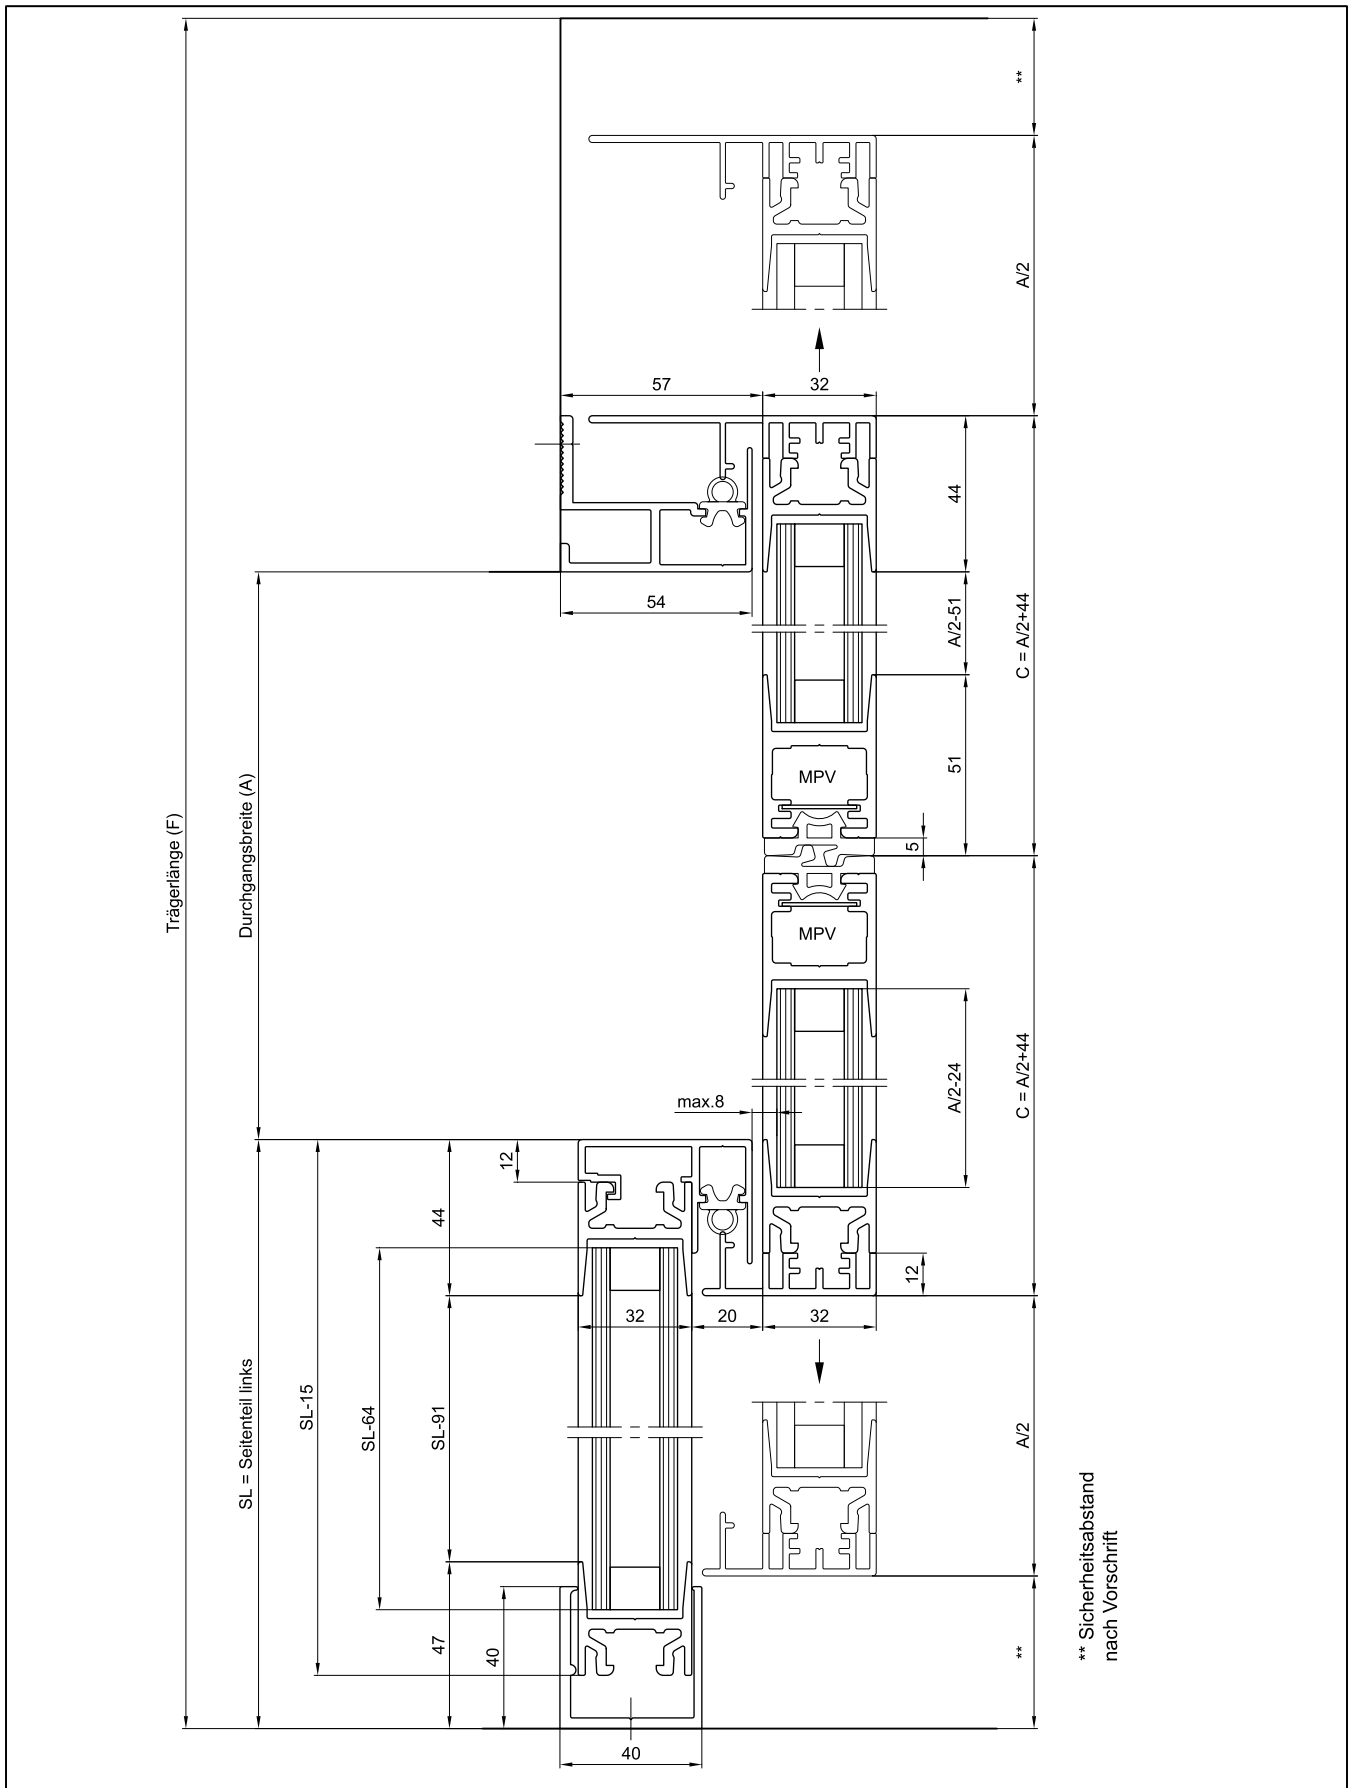 **
A/2
57
32
44
54
A/2-51
C = A/2+44
51
MPV
5
Trägerlänge (F)
Durchgangsbreite (A)
MPV
A/2-24
C = A/2+44
max.8
12
44
12
32
20
32
SL = Seitenteil links
SL-15
SL-64
SL-91
A/2
47
40
**
** Sicherheitsabstand
nach Vorschrift
40